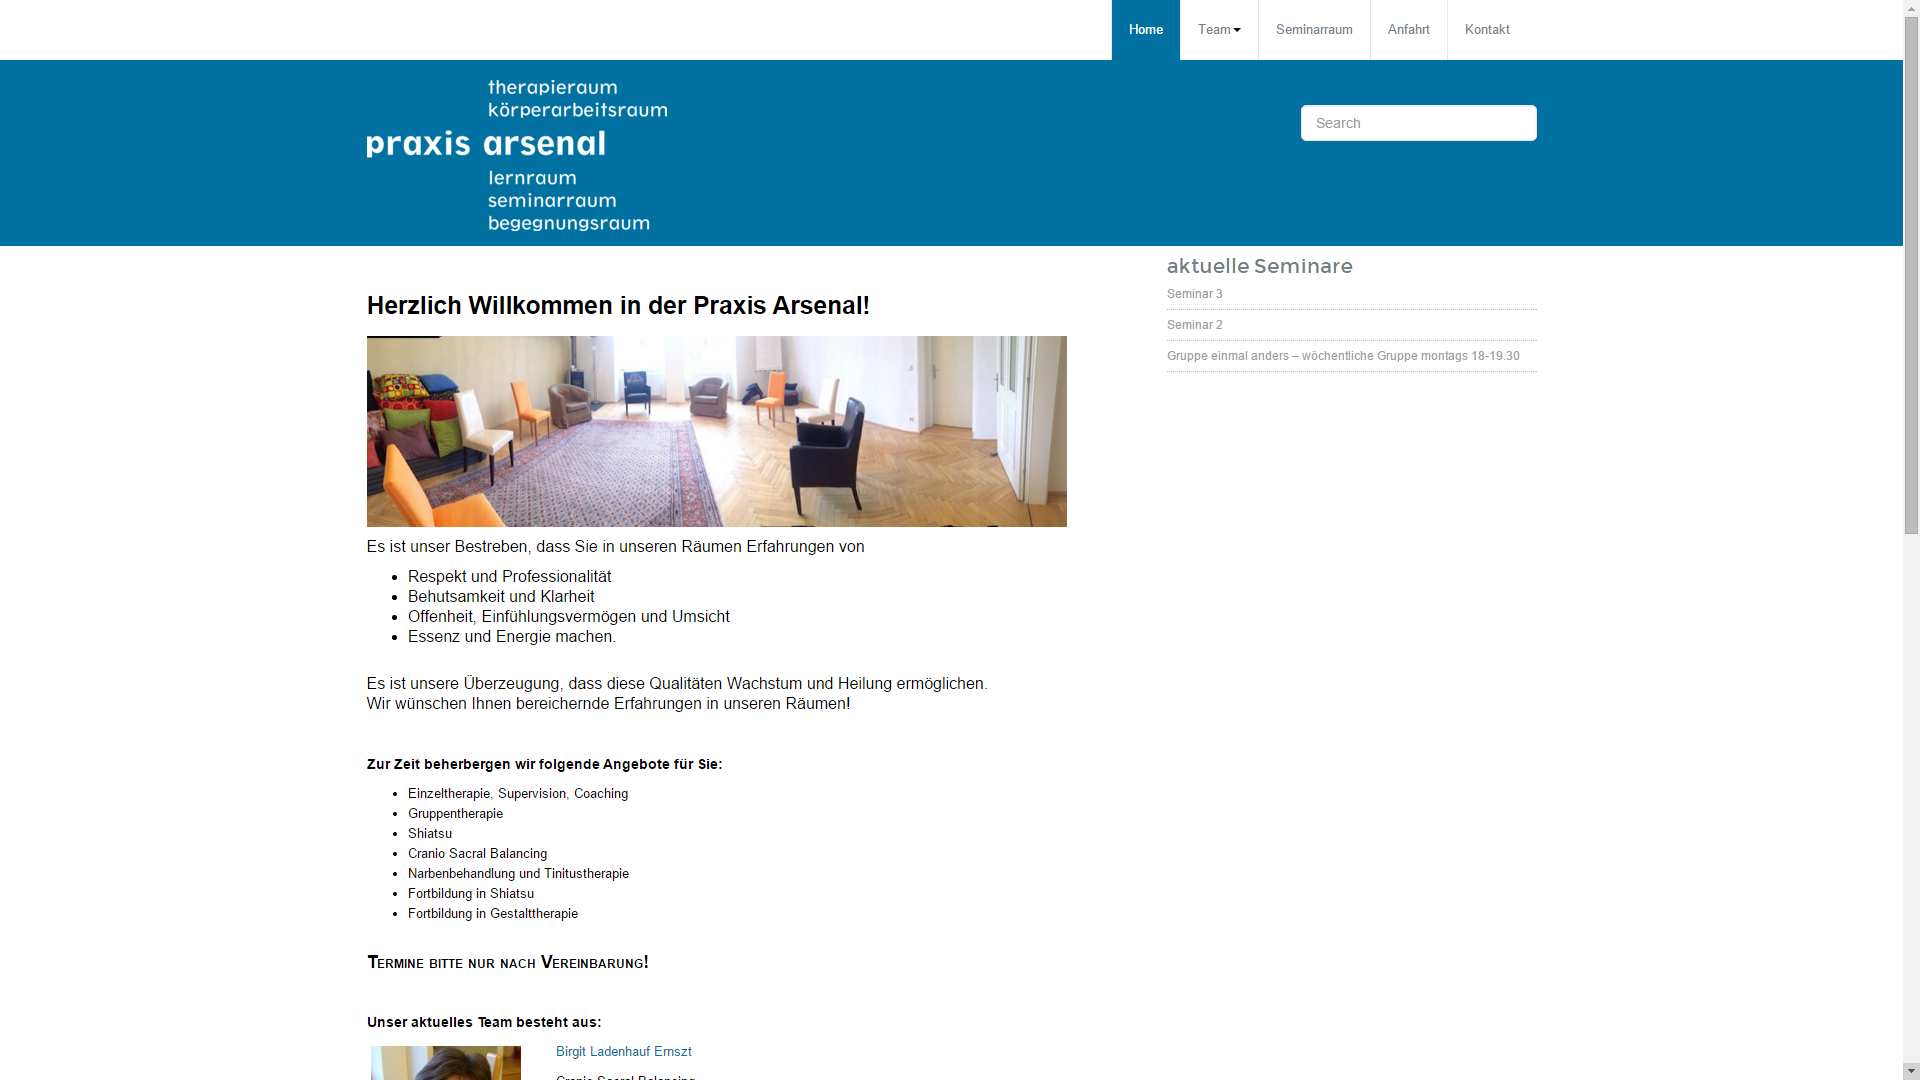 Home
Team
Seminarraum
Anfahrt
Kontakt
therapieraum
körperarbeitsraum
praxis arsenal
lernraum
seminarraum
begegnungsraum
Search
aktuelle Seminare
Seminar 3
Seminar 2
Gruppe einmal anders – wöchentliche Gruppe montags 18-19.30
Herzlich Willkommen in der Praxis Arsenal!
Es ist unser Bestreben, dass Sie in unseren Räumen Erfahrungen von
Respekt und Professionalität
Behutsamkeit und Klarheit
Offenheit, Einfühlungsvermögen und Umsicht
Essenz und Energie machen.
Es ist unsere Überzeugung, dass diese Qualitäten Wachstum und Heilung ermöglichen.
Wir wünschen Ihnen bereichernde Erfahrungen in unseren Räumen!
Zur Zeit beherbergen wir folgende Angebote für Sie:
Einzeltherapie, Supervision, Coaching
Gruppentherapie
Shiatsu
Cranio Sacral Balancing
Narbenbehandlung und Tinitustherapie
Fortbildung in Shiatsu
Fortbildung in Gestalttherapie
Termine bitte nur nach Vereinbarung!
Unser aktuelles Team besteht aus:
Birgit Ladenhauf Ernszt
Cranio Sacral Balancing